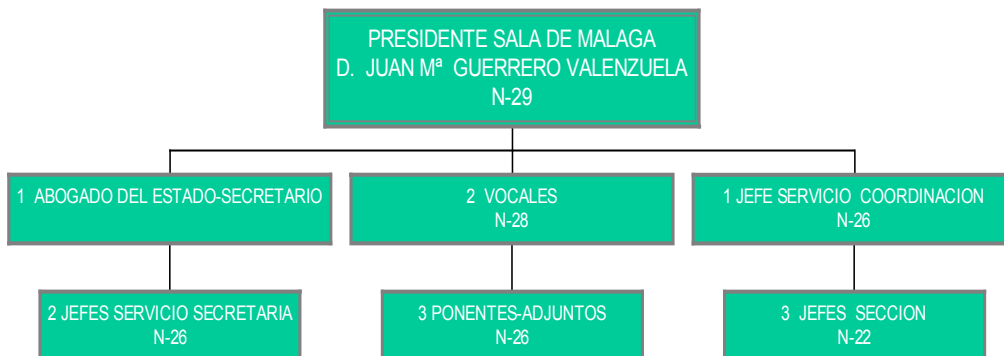 PRESIDENTE SALA DE MALAGA
D. JUAN Mª GUERRERO VALENZUELA
N-29
1 ABOGADO DEL ESTADO-SECRETARIO
2 VOCALES
N-28
1 JEFE SERVICIO COORDINACION
N-26
2 JEFES SERVICIO SECRETARIA
N-26
3 PONENTES-ADJUNTOS
N-26
3 JEFES SECCION
N-22